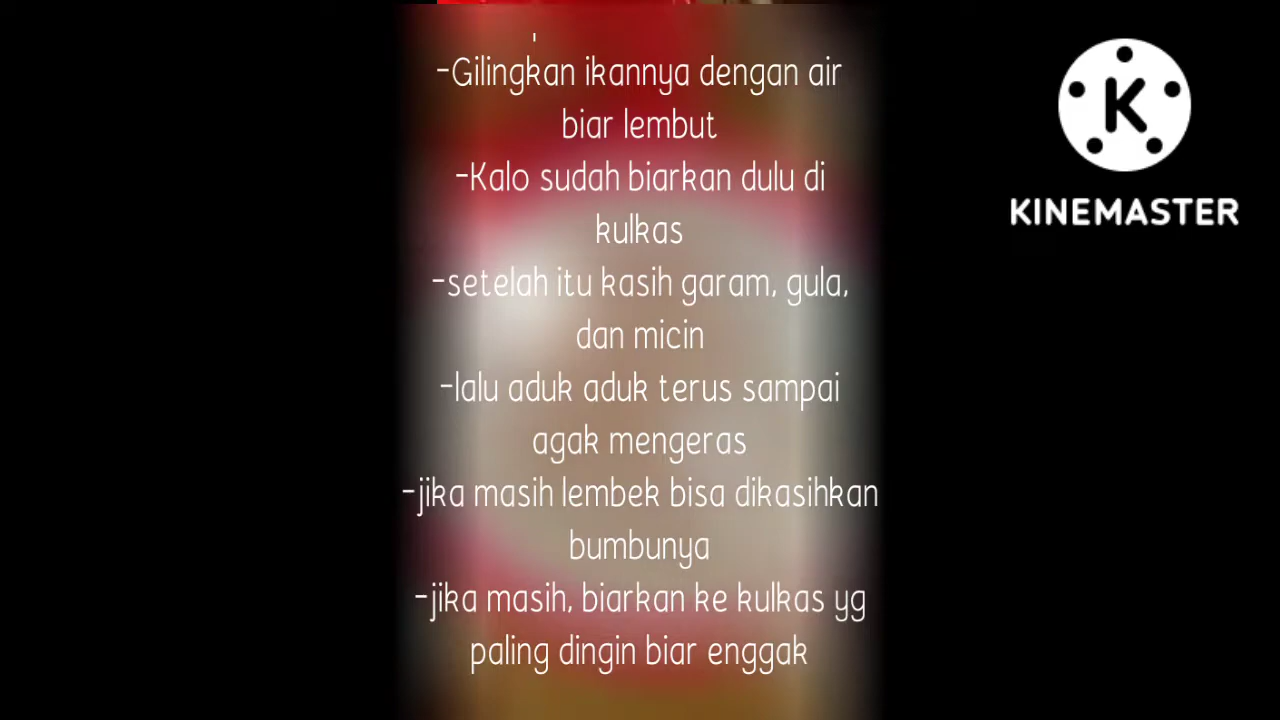 -Gilingkan ikannya dengan air
biar lembut
-Kalo sudah biarkan dulu di
kulkas
-setelah itu kasih garam, gula,
dan micin
-lalu aduk aduk terus sampai
agak mengeras
-jika masih lembek bisa dikasihkan
bumbunya
-jika masih, biarkan ke kulkas yg
paling dingin biar enggak
K
KINEMASTER